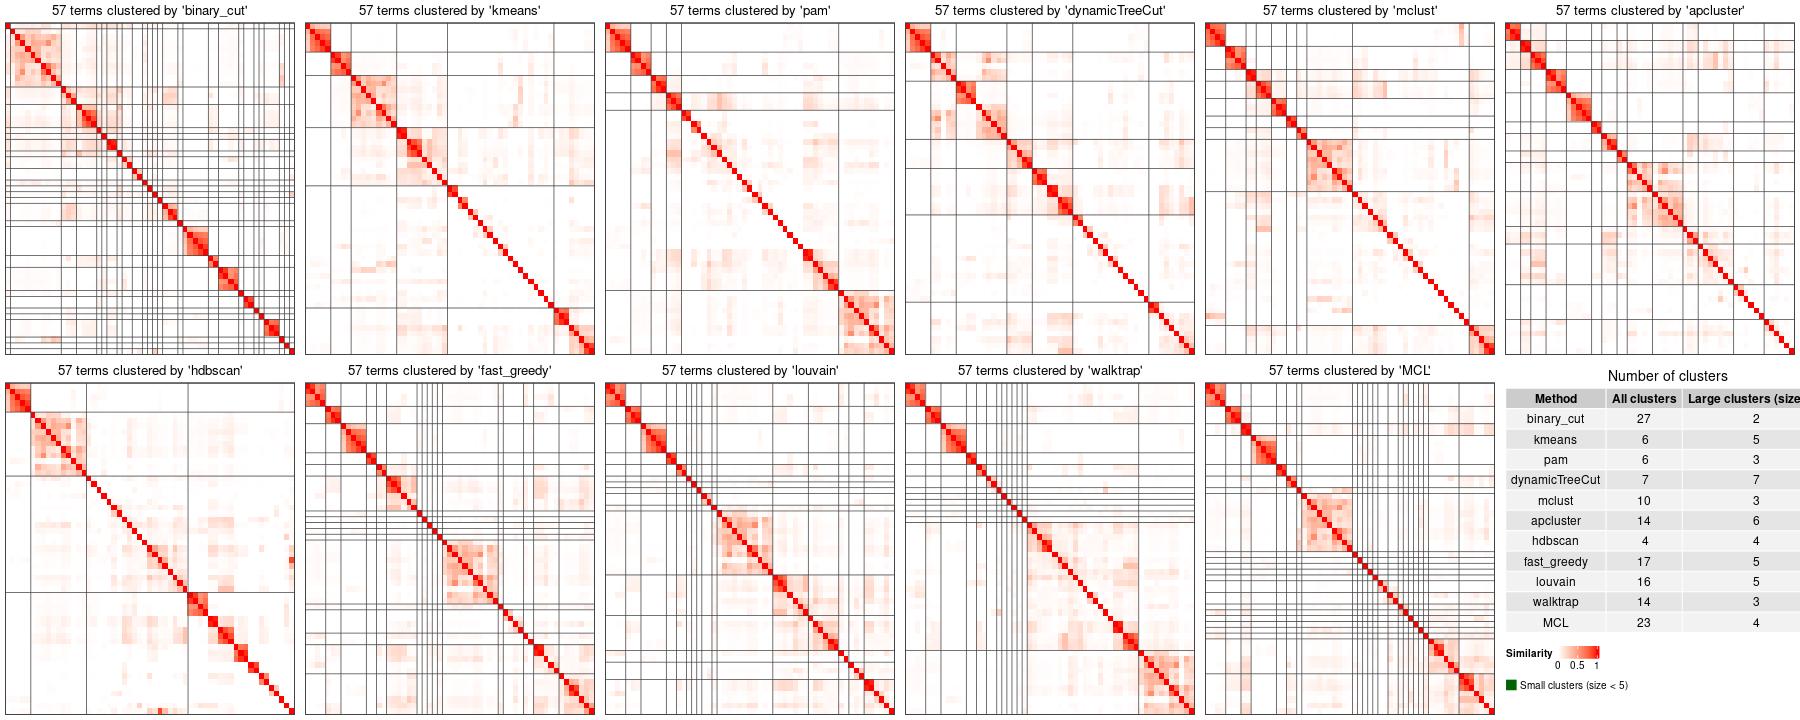 57 terms clustered by 'binary_cut'
57 terms clustered by 'kmeans'
57 terms clustered by 'pam'
57 terms clustered by 'dynamicTreeCut'
57 terms clustered by 'mclust'
57 terms clustered by 'apcluster'
57 terms clustered by 'hdbscan'
57 terms clustered by 'fast_greedy'
57 terms clustered by 'louvain'
57 terms clustered by 'walktrap'
57 terms clustered by 'MCL'
Number of clusters
Method All clusters Large clusters (size
binary_cut 27 2
kmeans 6 5
pam 6 3
dynamicTreeCut 7 7
mclust 10 3
apcluster 14 6
hdbscan 4 4
fast_greedy 17 5
louvain 16 5
walktrap 14 3
MCL 23 4
Similarity
0 0.5 1
Small clusters (size < 5)